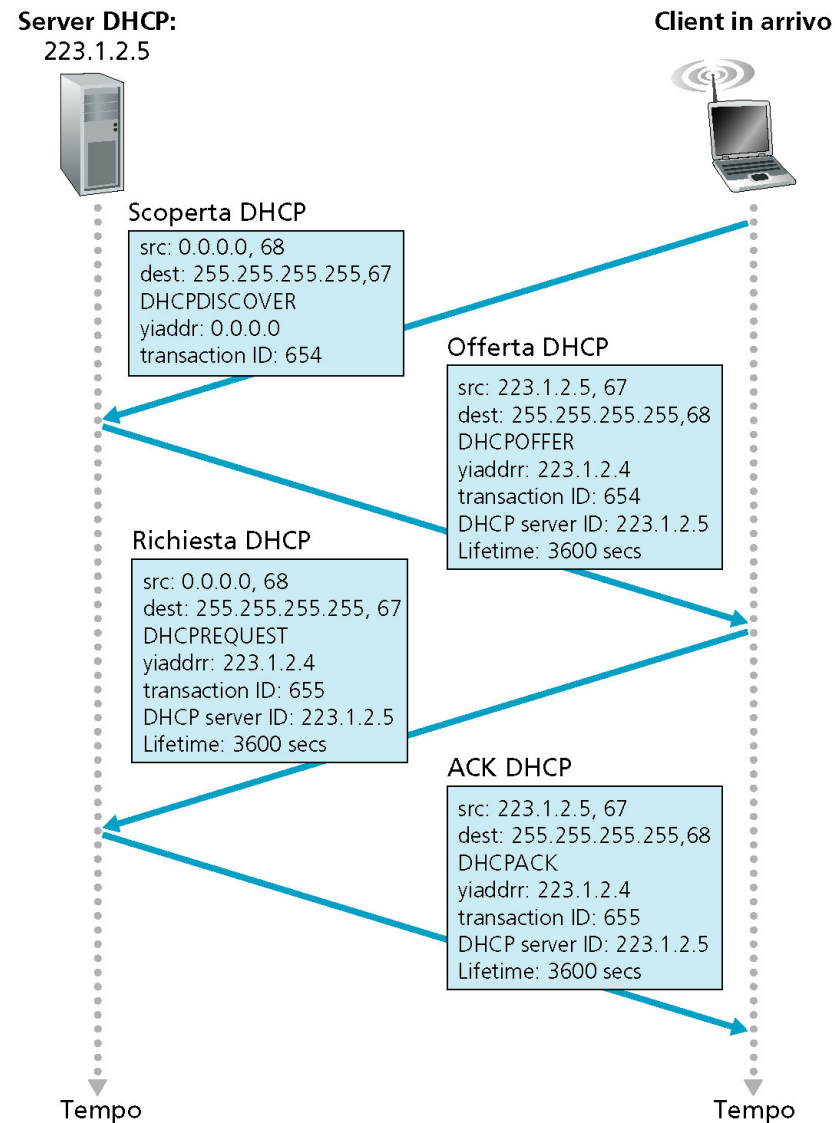 Server DHCP:
223.1.2.5
Client in arrivo
Scoperta DHCP
src: 0.0.0.0, 68
dest: 255.255.255.255,67
DHCPDISCOVER
yiaddr: 0.0.0.0
transaction ID: 654
Offerta DHCP
src: 223.1.2.5, 67
dest: 255.255.255.255,68
DHCPOFFER
yiaddrr: 223.1.2.4
transaction ID: 654
DHCP server ID: 223.1.2.5
Lifetime: 3600 secs
Richiesta DHCP
src: 0.0.0.0, 68
dest: 255.255.255.255, 67
DHCPREQUEST
yiaddrr: 223.1.2.4
transaction ID: 655
DHCP server ID: 223.1.2.5
Lifetime: 3600 secs
ACK DHCP
src: 223.1.2.5, 67
dest: 255.255.255.255,68
DHCPACK
yiaddrr: 223.1.2.4
transaction ID: 655
DHCP server ID: 223.1.2.5
Lifetime: 3600 secs
Tempo
Tempo